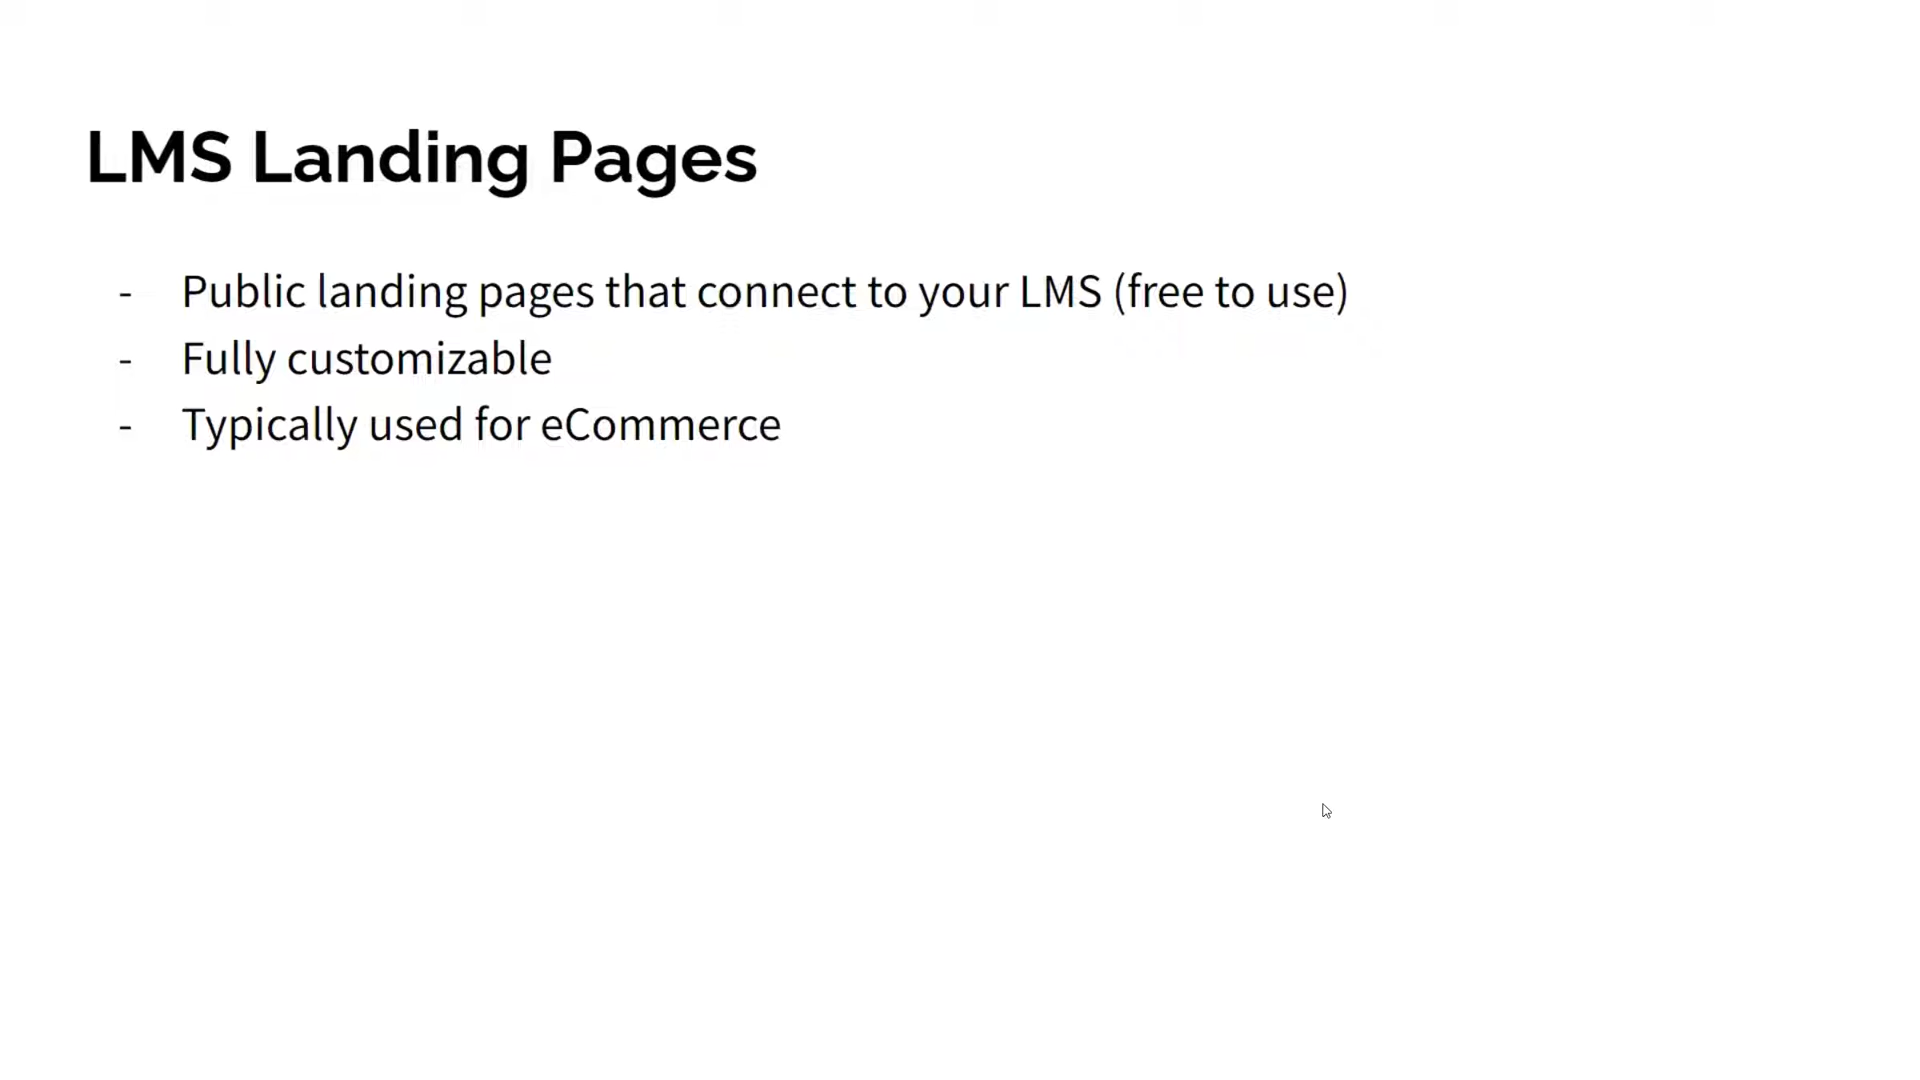 LMS Landing Pages
- Public landing pages that connect to your LMS (free to use)
- Fully customizable
- Typically used for eCommerce